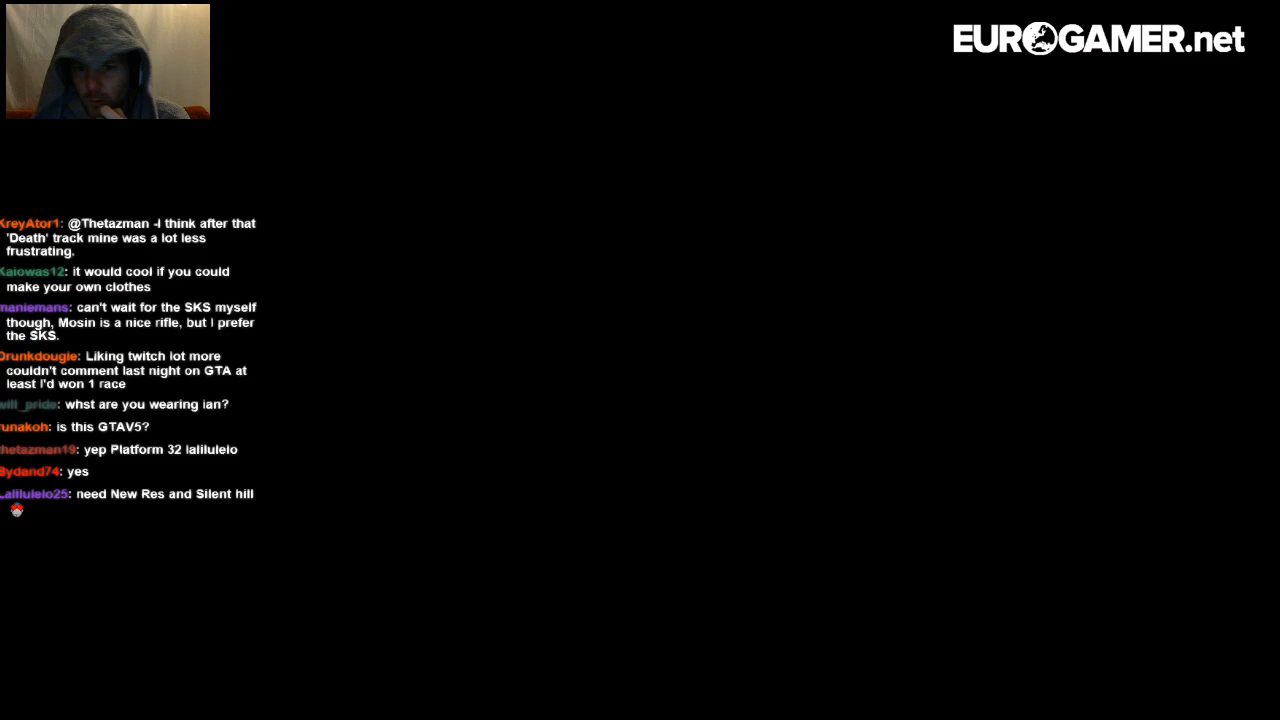 EUROGAMER.net
KreyAtor1: @Thetazman -I think after that
'Death' track mine was a lot less
frustrating.
Kaiowas12: it would cool if you could
make your own clothes
maniemans: can't wait for the SKS myself
though, Mosin is a nice rifle, but I prefer
the SKS.
Drunkdougie: Liking twitch lot more
couldn't comment last night on GTA at
least I'd won 1 race
will_pride: whst are you wearing ian?
runakoh: is this GTAV5?
thetazman19: yep Platform 32 lalilulelo
Bydand74: yes
Laliluielo25: need New Res and Silent hill